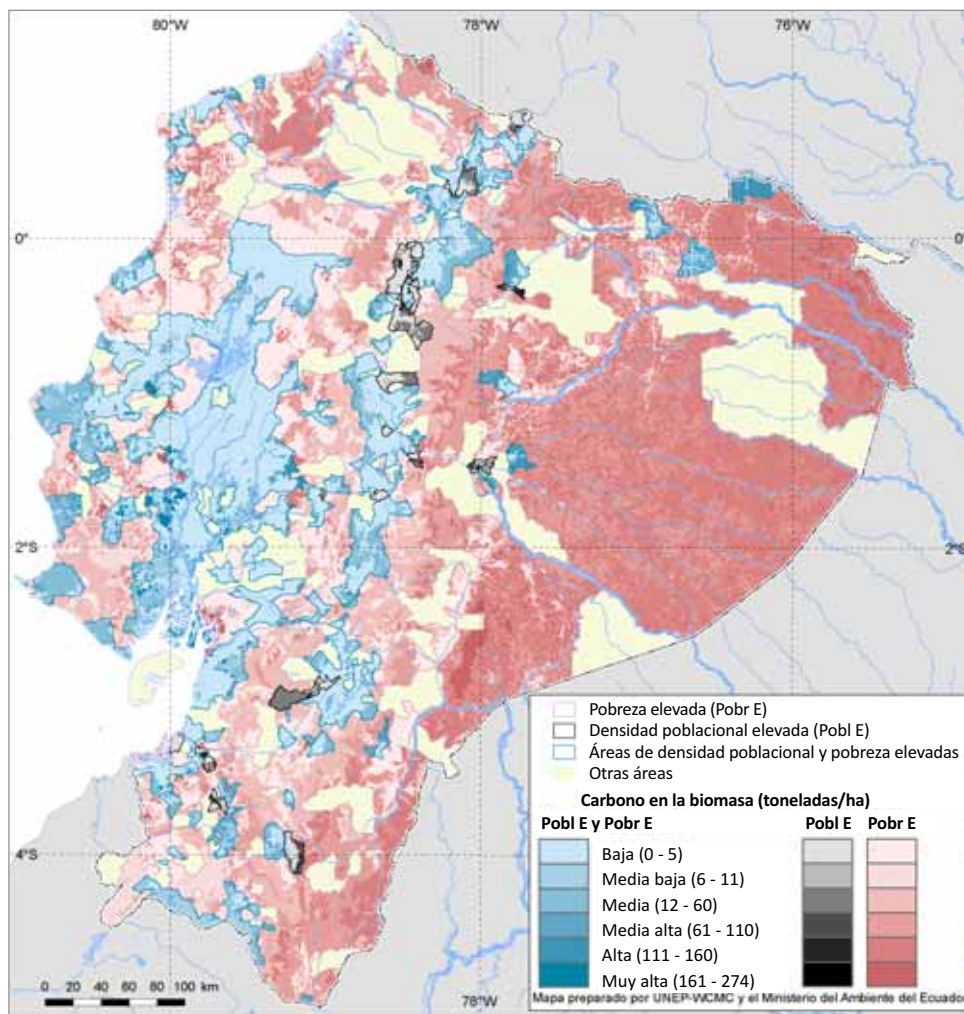 80°W 78°W 76°W
0° 0°
2°S 2°S
Pobreza elevada (Pobr E)
Densidad poblacional elevada (Pobl E)
Áreas de densidad poblacional y pobreza elevadas
Otras áreas
Carbono en la biomasa (toneladas/ha)
Pobl E y Pobr E Pobl E Pobr E
4°S
Baja (0 - 5)
Media baja (6 - 11)
Media (12 - 60)
Media alta (61 - 110)
Alta (111 - 160)
Muy alta (161 - 274)
0 20 40 60 80 100 km
78°W
Mapa preparado por UNEP-WCMC y el Ministerio del Ambiente del Ecuador